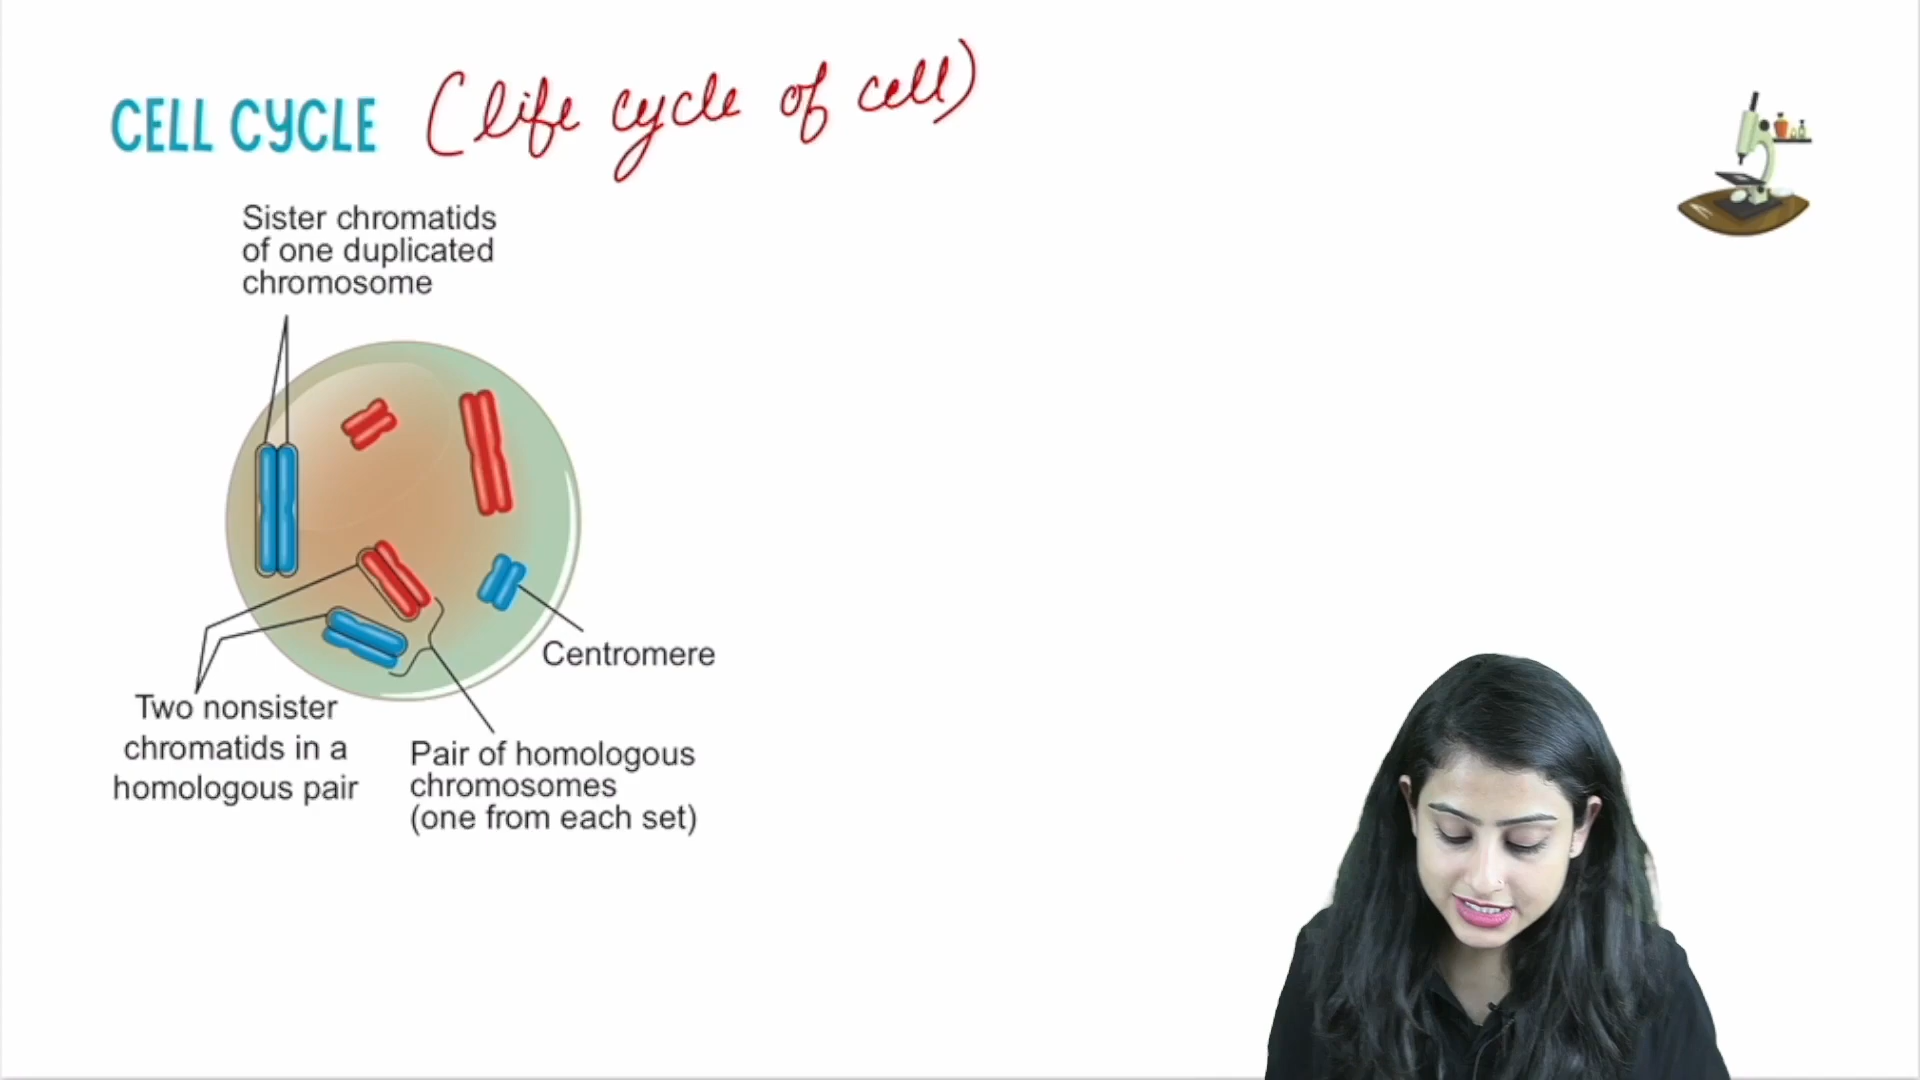 CELL CYCLE (life cycle of cell)
Sister chromatids
of one duplicated
chromosome
Centromere
Two nonsister
chromatids in a
homologous pair
Pair of homologous
chromosomes
(one from each set)